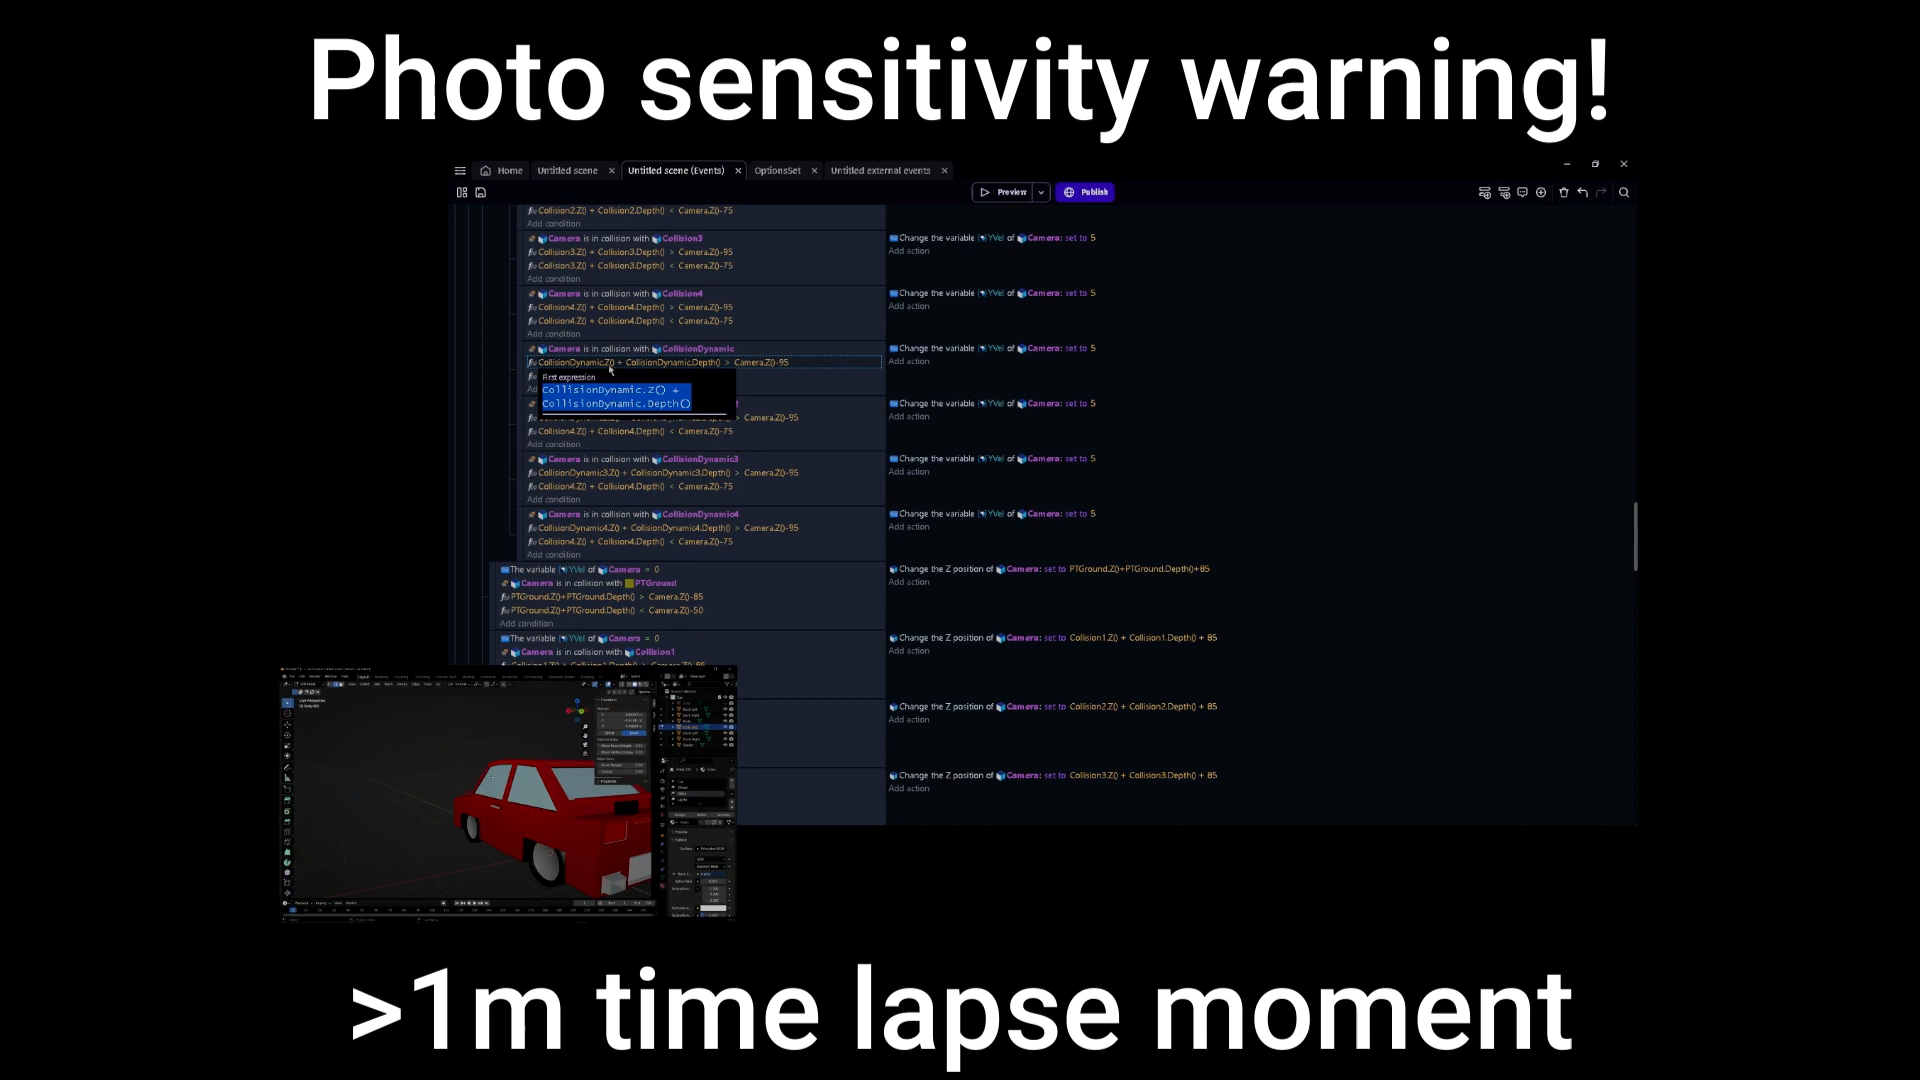 Photo sensitivity warning!
Home
Untitled scene
Untitled scene (Events)
OptionsSet
Untitled external events
Preview
Publish
Collision2.Z() + Collision2.Depth() < Camera.Z()-75
Add condition
Camera is in collision with Collision3
Change the variable YVel of Camera: set to 5
Collision3.Z() + Collision3.Depth() > Camera.Z()-95
Add action
Collision3.Z() + Collision3.Depth() < Camera.Z()-75
Add condition
Camera is in collision with Collision4
Change the variable YVel of Camera: set to 5
Collision4.Z() + Collision4.Depth() > Camera.Z()-95
Add action
Collision4.Z() + Collision4.Depth() < Camera.Z()-75
Add condition
Camera is in collision with CollisionDynamic
Change the variable YVel of Camera: set to 5
CollisionDynamic.Z() + CollisionDynamic.Depth() > Camera.Z()-95
Add action
First expression
CollisionDynamic.Z() +
CollisionDynamic.Depth()
Change the variable YVel of Camera: set to 5
> Camera.Z()-95
Add action
Collision4.Z() + Collision4.Depth() < Camera.Z()-75
Add condition
Camera is in collision with CollisionDynamic3
Change the variable YVel of Camera: set to 5
CollisionDynamic3.Z() + CollisionDynamic3.Depth() > Camera.Z()-95
Add action
Collision4.Z() + Collision4.Depth() < Camera.Z()-75
Add condition
Camera is in collision with CollisionDynamic4
Change the variable YVel of Camera: set to 5
CollisionDynamic4.Z() + CollisionDynamic4.Depth() > Camera.Z()-95
Add action
Collision4.Z() + Collision4.Depth() < Camera.Z()-75
Add condition
The variable YVel of Camera = 0
Change the Z position of Camera: set to PTGround.Z()+PTGround.Depth()+85
Camera is in collision with PTGround
Add action
PTGround.Z()+PTGround.Depth() > Camera.Z()-85
PTGround.Z()+PTGround.Depth() < Camera.Z()-50
Add condition
The variable YVel of Camera = 0
Change the Z position of Camera: set to Collision1.Z() + Collision1.Depth() + 85
Camera is in collision with Collision1
Add action
Change the Z position of Camera: set to Collision2.Z() + Collision2.Depth() + 85
Add action
Change the Z position of Camera: set to Collision3.Z() + Collision3.Depth() + 85
Add action
>1m time lapse moment